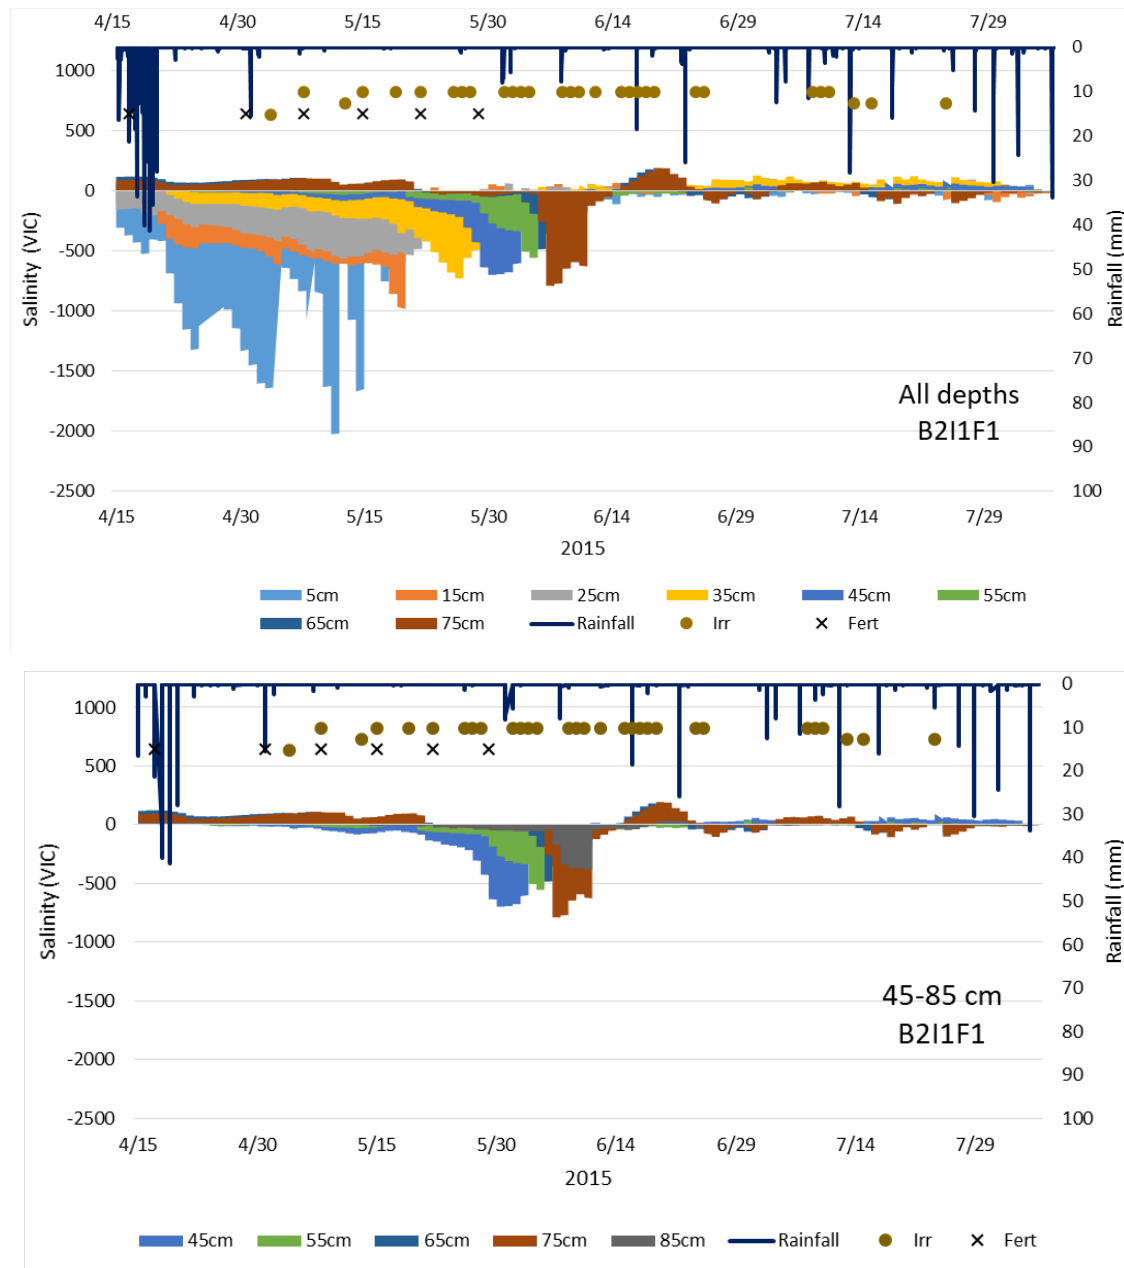 4/15 4/30 5/15 5/30 6/14 6/29 7/14 7/29
1000
500
0
-500
-1000
-1500
-2000
-2500
Salinity (VIC)
0
10
20
30
40
50
60
70
80
90
100
Rainfall (mm)
All depths
B2I1F1
4/15 4/30 5/15 5/30 6/14 6/29 7/14 7/29
2015
5cm 15cm 25cm 35cm 45cm 55cm
65cm 75cm Rainfall Irr Fert
1000
500
0
-500
-1000
-1500
-2000
-2500
Salinity (VIC)
0
10
20
30
40
50
60
70
80
90
100
Rainfall (mm)
45-85 cm
B2I1F1
4/15 4/30 5/15 5/30 6/14 6/29 7/14 7/29
2015
45cm 55cm 65cm 75cm 85cm Rainfall Irr Fert